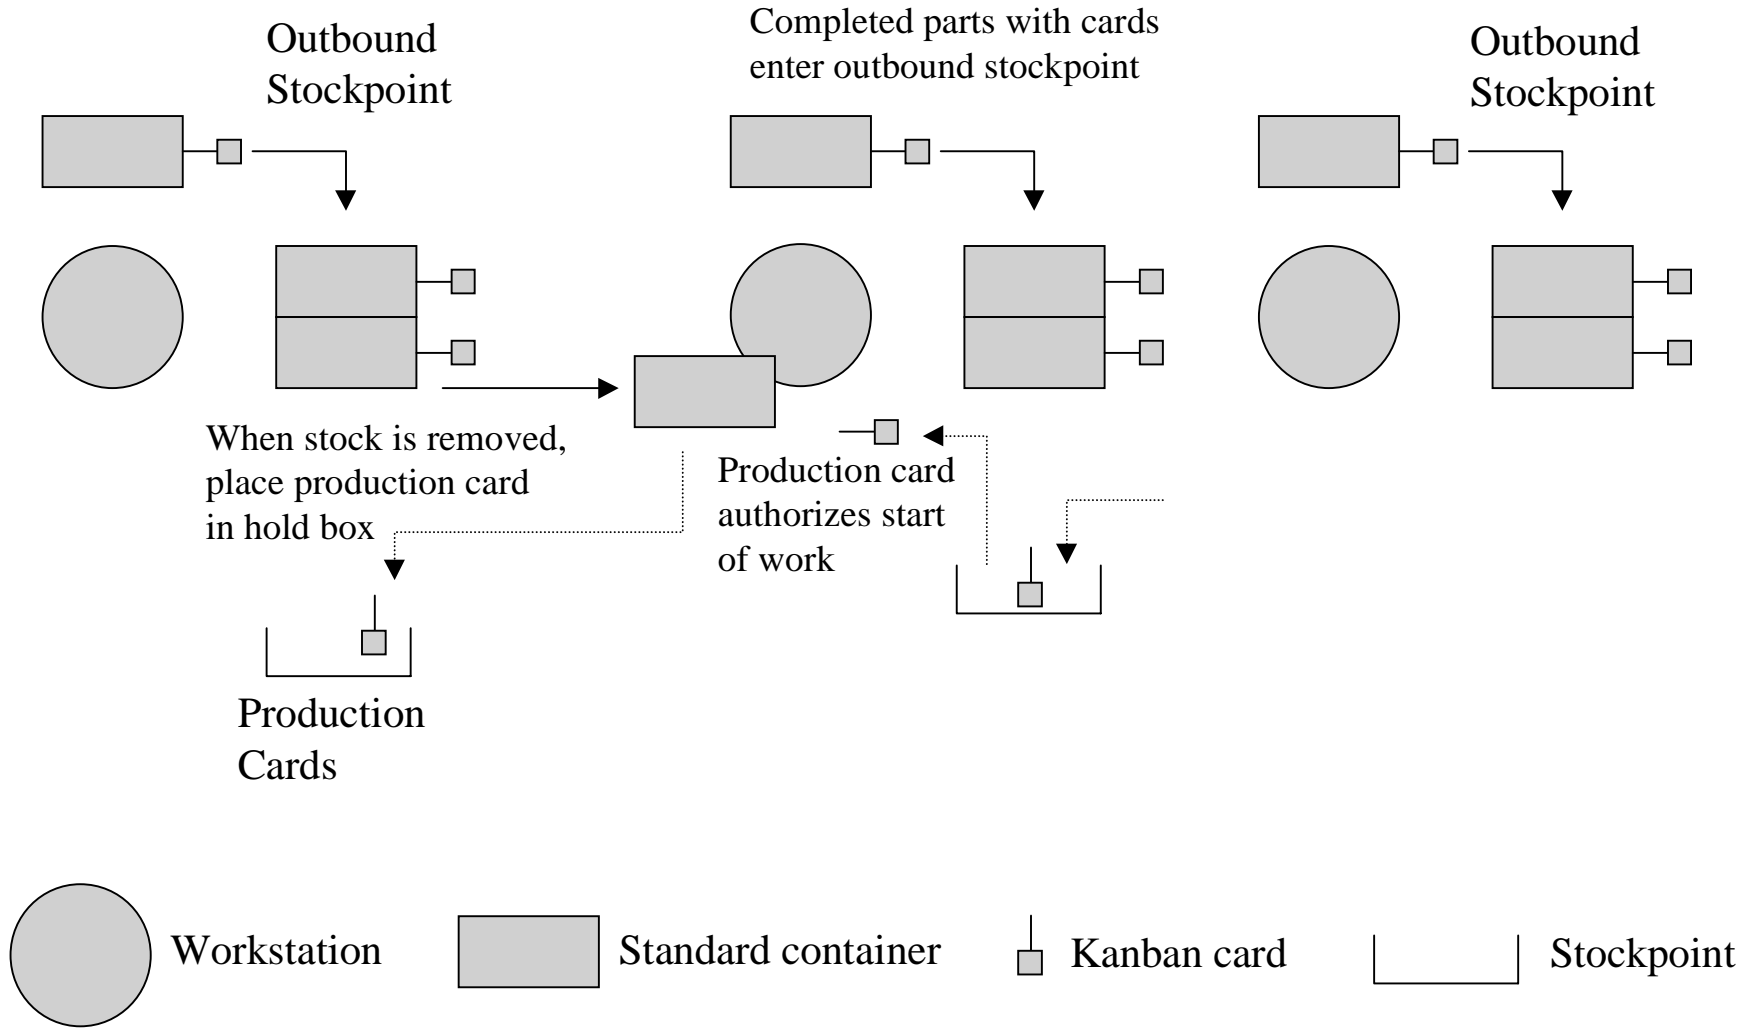 Outbound
Stockpoint
Completed parts with cards
enter outbound stockpoint
Outbound
Stockpoint
When stock is removed,
place production card
in hold box
Production card
authorizes start
of work
Production
Cards
Workstation
Standard container
Kanban card
Stockpoint